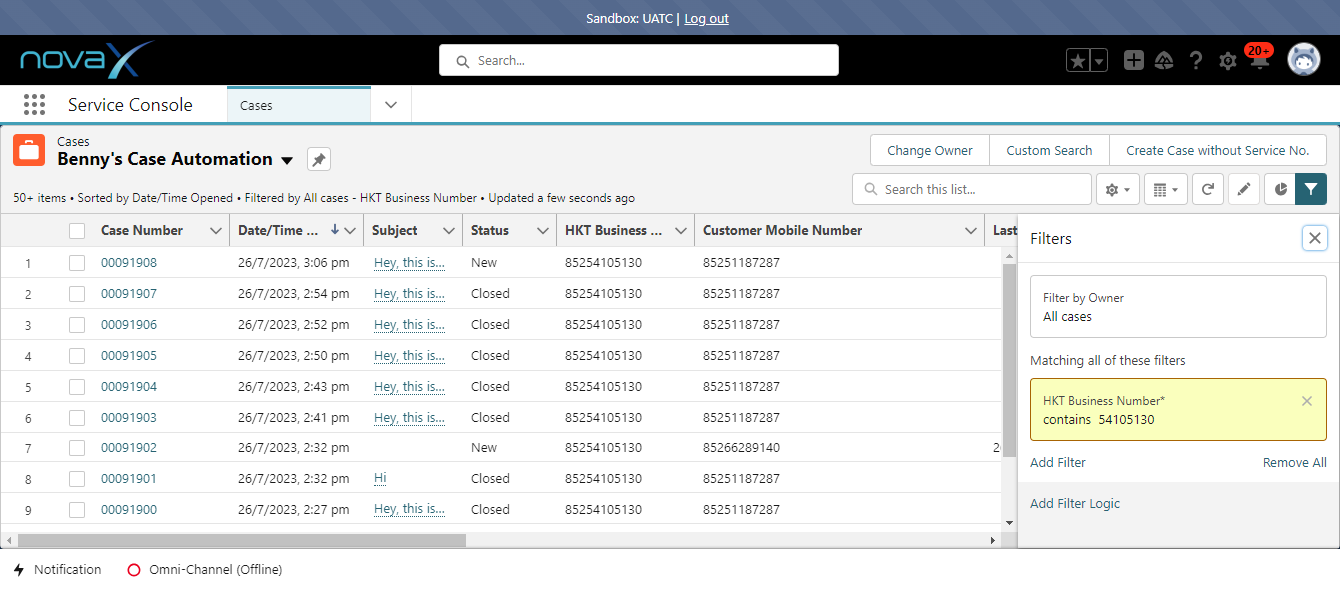 Sandbox: UATC | Log out
novaX
Search...
20+
Service Console
Cases
Cases
Benny's Case Automation
Change Owner
Custom Search
Create Case without Service No.
50+ items • Sorted by Date/Time Opened • Filtered by All cases - HKT Business Number • Updated a few seconds ago
Search this list...
Case Number Date/Time ... Subject Status HKT Business ... Customer Mobile Number Last
1 00091908 26/7/2023, 3:06 pm Hey, this is... New 85254105130 85251187287
2 00091907 26/7/2023, 2:54 pm Hey, this is... Closed 85254105130 85251187287
3 00091906 26/7/2023, 2:52 pm Hey, this is... Closed 85254105130 85251187287
4 00091905 26/7/2023, 2:50 pm Hey, this is... Closed 85254105130 85251187287
5 00091904 26/7/2023, 2:43 pm Hey, this is... Closed 85254105130 85251187287
6 00091903 26/7/2023, 2:41 pm Hey, this is... Closed 85254105130 85251187287
7 00091902 26/7/2023, 2:32 pm New 85254105130 85266289140
8 00091901 26/7/2023, 2:32 pm Hi Closed 85254105130 85251187287
9 00091900 26/7/2023, 2:27 pm Hey, this is... Closed 85254105130 85251187287
Filters
Filter by Owner
All cases
Matching all of these filters
HKT Business Number*
contains 54105130
Add Filter
Remove All
Add Filter Logic
Notification
Omni-Channel (Offline)